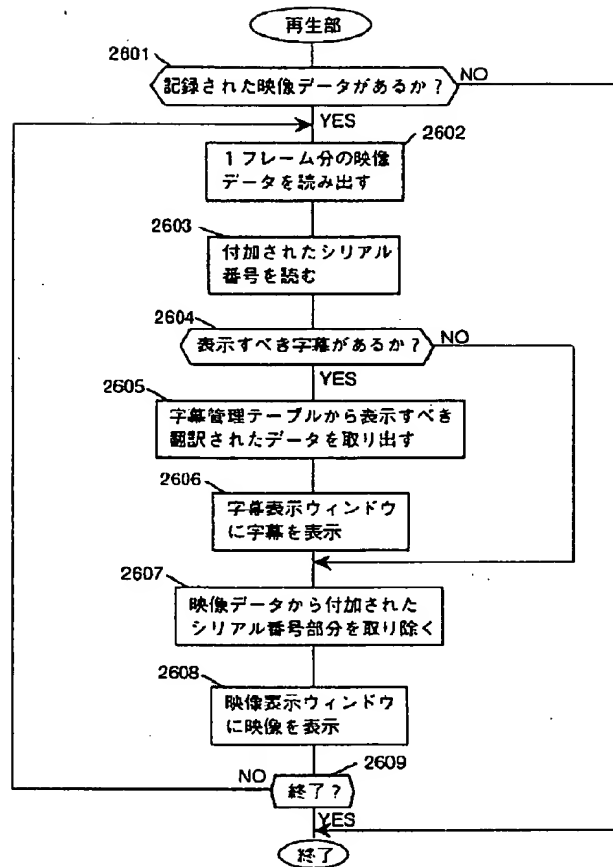 再生部
2601
記録された映像データがあるか？
NO
YES
2602
１フレーム分の映像
データを読み出す
2603
付加されたシリアル
番号を読む
2604
表示すべき字幕があるか？
NO
YES
2605
字幕管理テーブルから表示すべき
翻訳されたデータを取り出す
2606
字幕表示ウィンドウ
に字幕を表示
2607
映像データから付加された
シリアル番号部分を取り除く
2608
映像表示ウィンドウ
に映像を表示
2609
NO
終了？
YES
終了